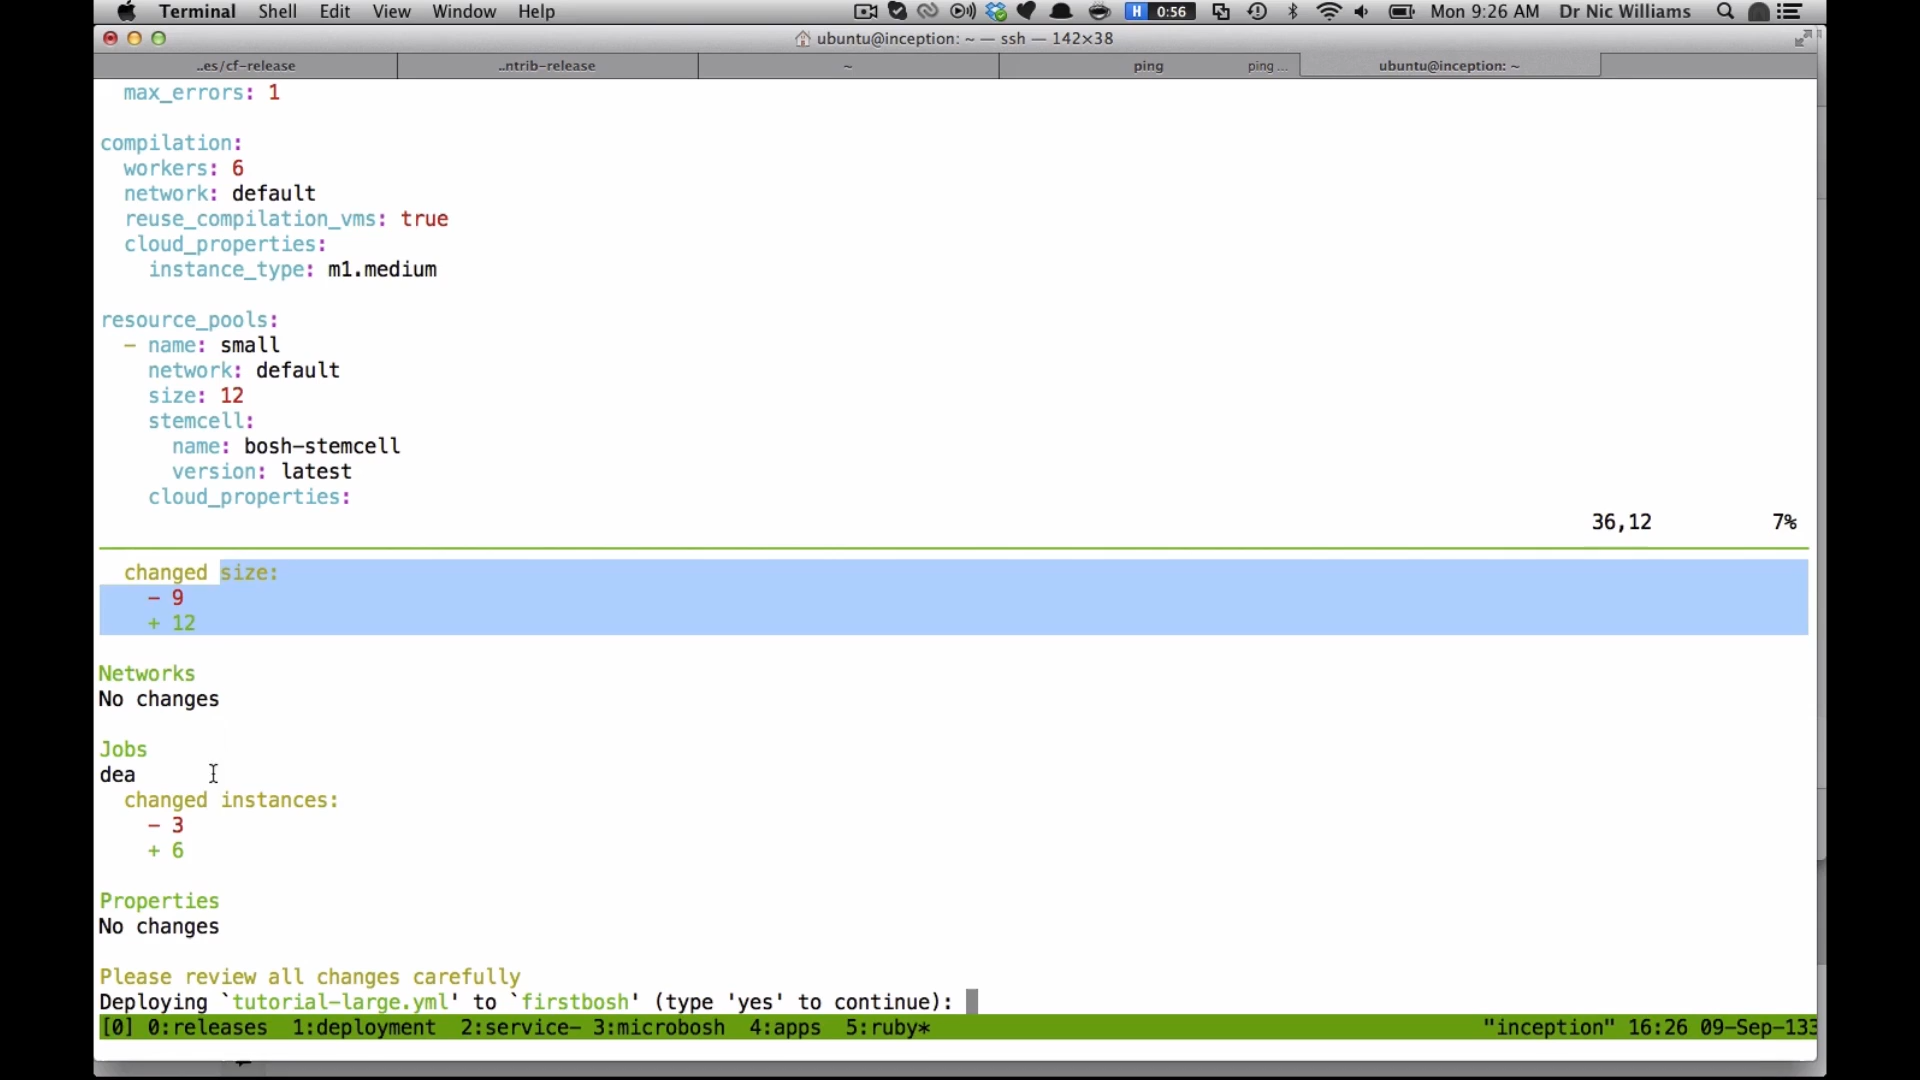 Terminal Shell Edit View Window Help H 0:56 Mon 9:26 AM Dr Nic Williams
ubuntu@inception: ~ — ssh — 142×38
..es/cf-release ..ntrib-release ~ ping ping ... ubuntu@inception: ~
max_errors: 1
compilation:
workers: 6
network: default
reuse_compilation_vms: true
cloud_properties:
instance_type: m1.medium
resource_pools:
- name: small
network: default
size: 12
stemcell:
name: bosh-stemcell
version: latest
cloud_properties:
36,12 7%
changed size:
- 9
+ 12
Networks
No changes
Jobs
dea
changed instances:
- 3
+ 6
Properties
No changes
Please review all changes carefully
Deploying `tutorial-large.yml' to `firstbosh' (type 'yes' to continue):
[0] 0:releases 1:deployment 2:service- 3:microbosh 4:apps 5:ruby* "inception" 16:26 09-Sep-133